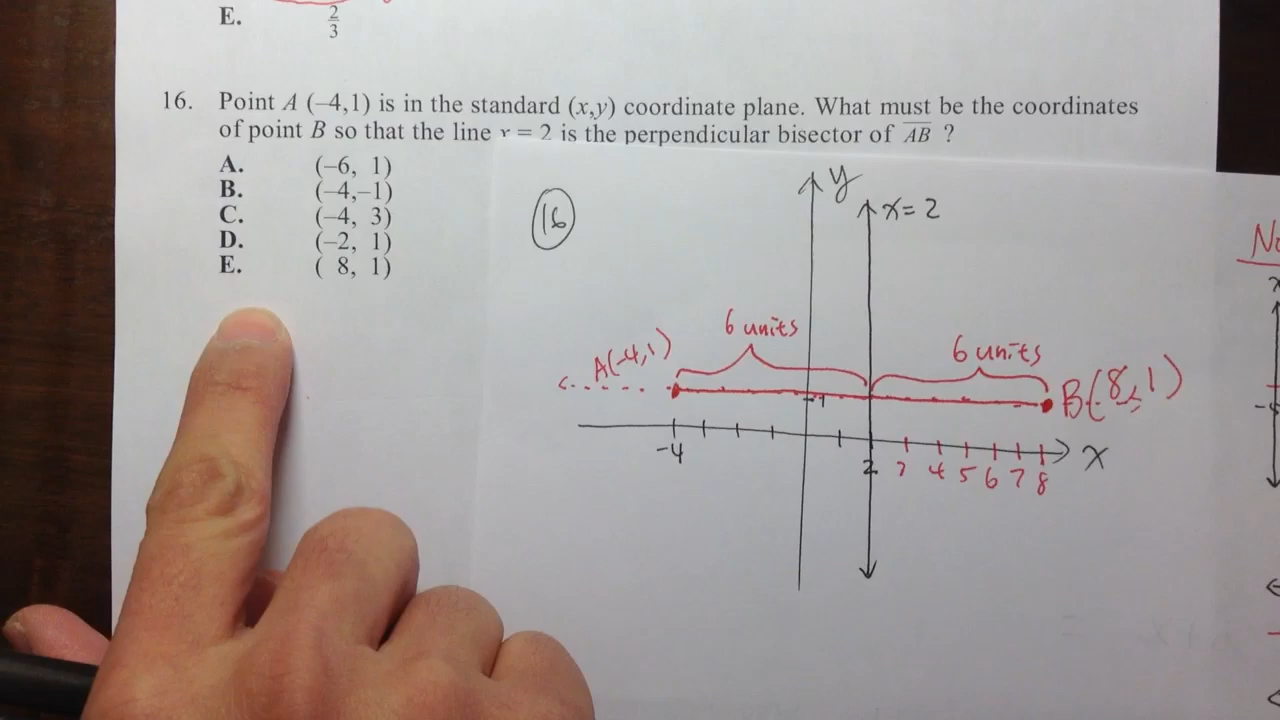 E. 2/3
16. Point A (−4,1) is in the standard (x,y) coordinate plane. What must be the coordinates
of point B so that the line x = 2 is the perpendicular bisector of AB ?
A. (−6, 1)
B. (−4,−1)
C. (−4, 3)
D. (−2, 1)
E. ( 8, 1)
16
y
x=2
6 units
6 units
A(-4,1)
B(8,1)
1
-4
2 3 4 5 6 7 8
x